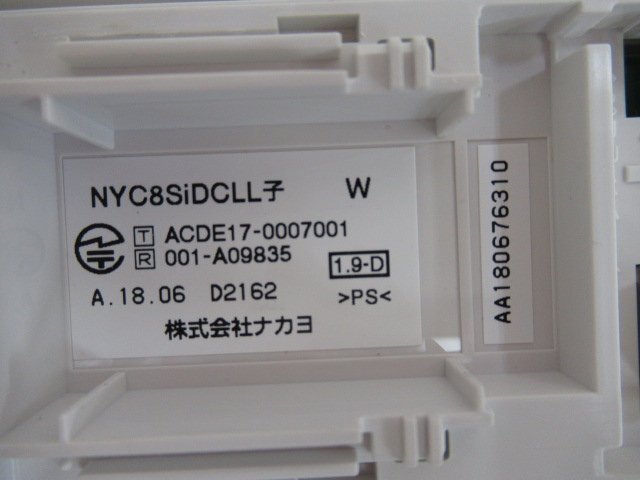 NYC8SiDCLL子 W
T ACDE17-0007001
R 001-A09835
1.9-D
A.18.06 D2162 >PS<
株式会社ナカヨ
AA180676310